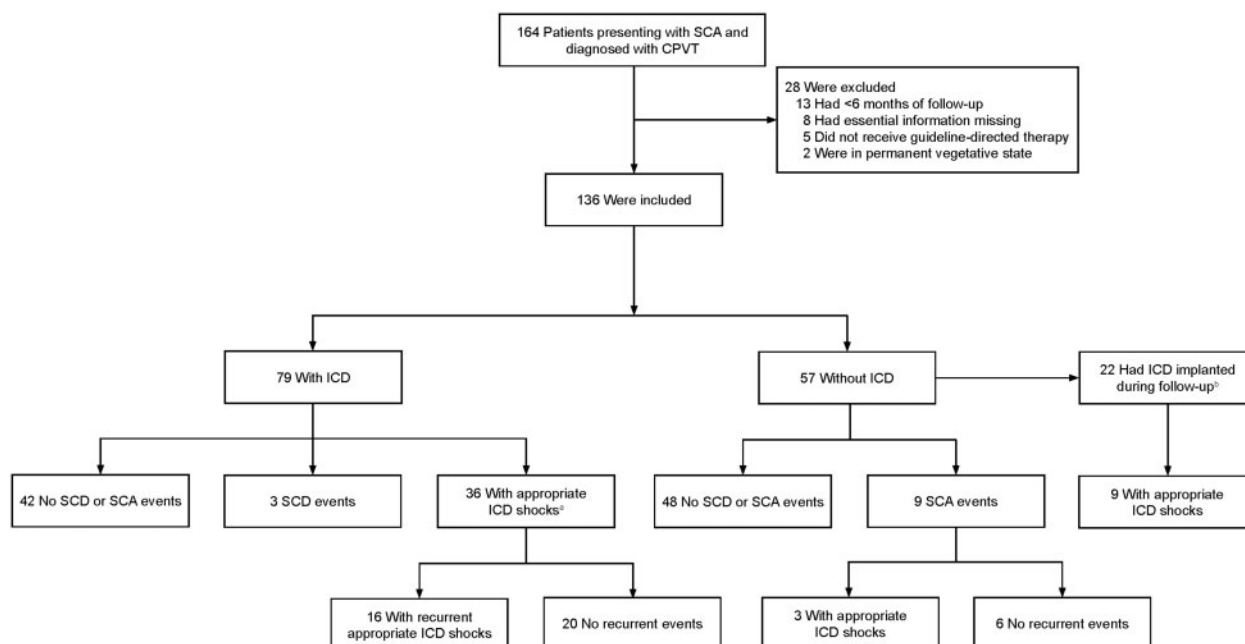 164 Patients presenting with SCA and
diagnosed with CPVT
28 Were excluded
13 Had <6 months of follow-up
8 Had essential information missing
5 Did not receive guideline-directed therapy
2 Were in permanent vegetative state
136 Were included
79 With ICD
57 Without ICD
22 Had ICD implanted
during follow-upᵇ
42 No SCD or SCA events
3 SCD events
36 With appropriate
ICD shocksᵃ
48 No SCD or SCA events
9 SCA events
9 With appropriate
ICD shocks
16 With recurrent
appropriate ICD shocks
20 No recurrent events
3 With appropriate
ICD shocks
6 No recurrent events